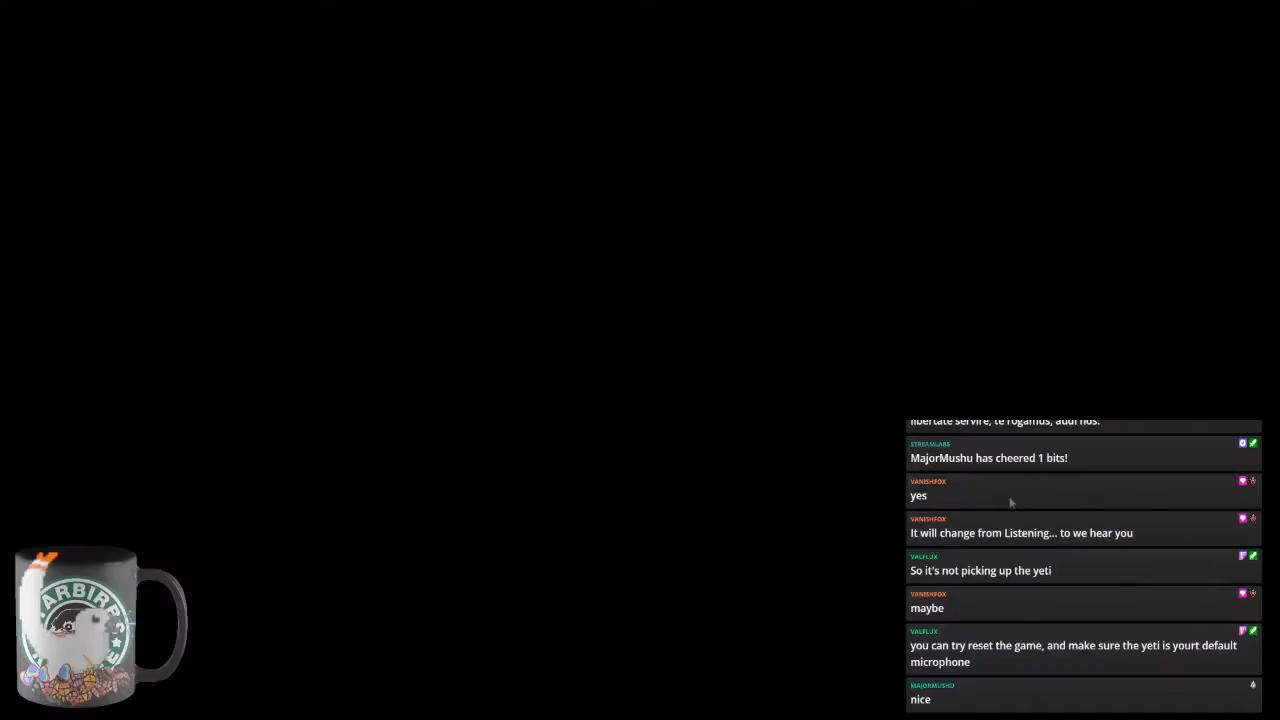 libertate servire, te rogamus, audi nos.
STREAMLABS
MajorMushu has cheered 1 bits!
VANISHFOX
yes
VANISHFOX
It will change from Listening... to we hear you
VALFLUX
So it's not picking up the yeti
VANISHFOX
maybe
VALFLUX
you can try reset the game, and make sure the yeti is yourt default
microphone
MAJORMUSHU
nice
ARBIRB